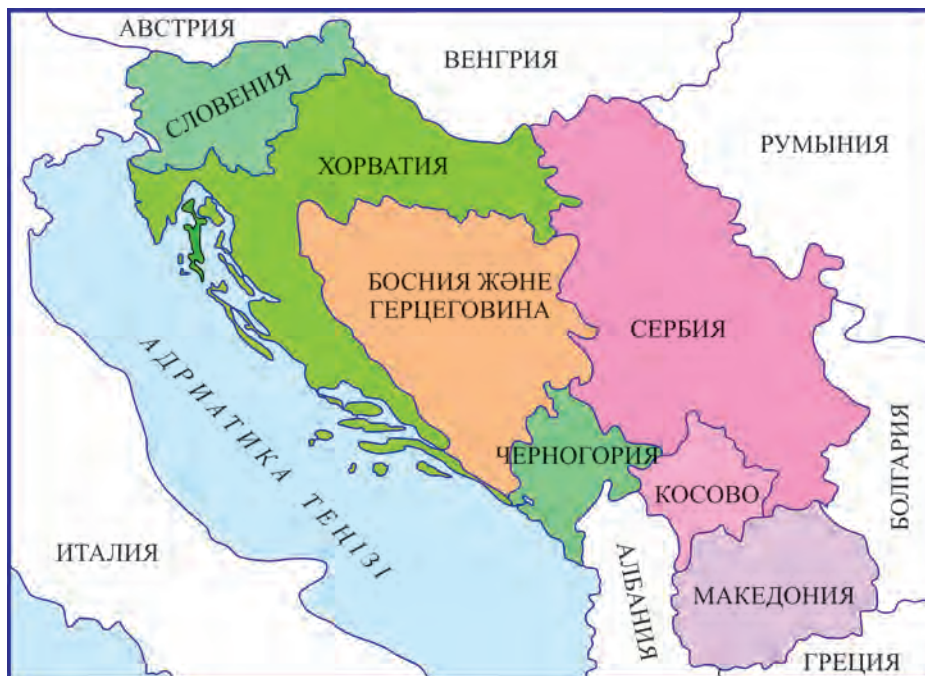 АВСТРИЯ
ВЕНГРИЯ
СЛОВЕНИЯ
РУМЫНИЯ
ХОРВАТИЯ
БОСНИЯ ЖӘНЕ
ГЕРЦЕГОВИНА
СЕРБИЯ
АДРИАТИКА ТЕҢІЗІ
ЧЕРНОГОРИЯ
КОСОВО
БОЛГАРИЯ
ИТАЛИЯ
АЛБАНИЯ
МАКЕДОНИЯ
ГРЕЦИЯ